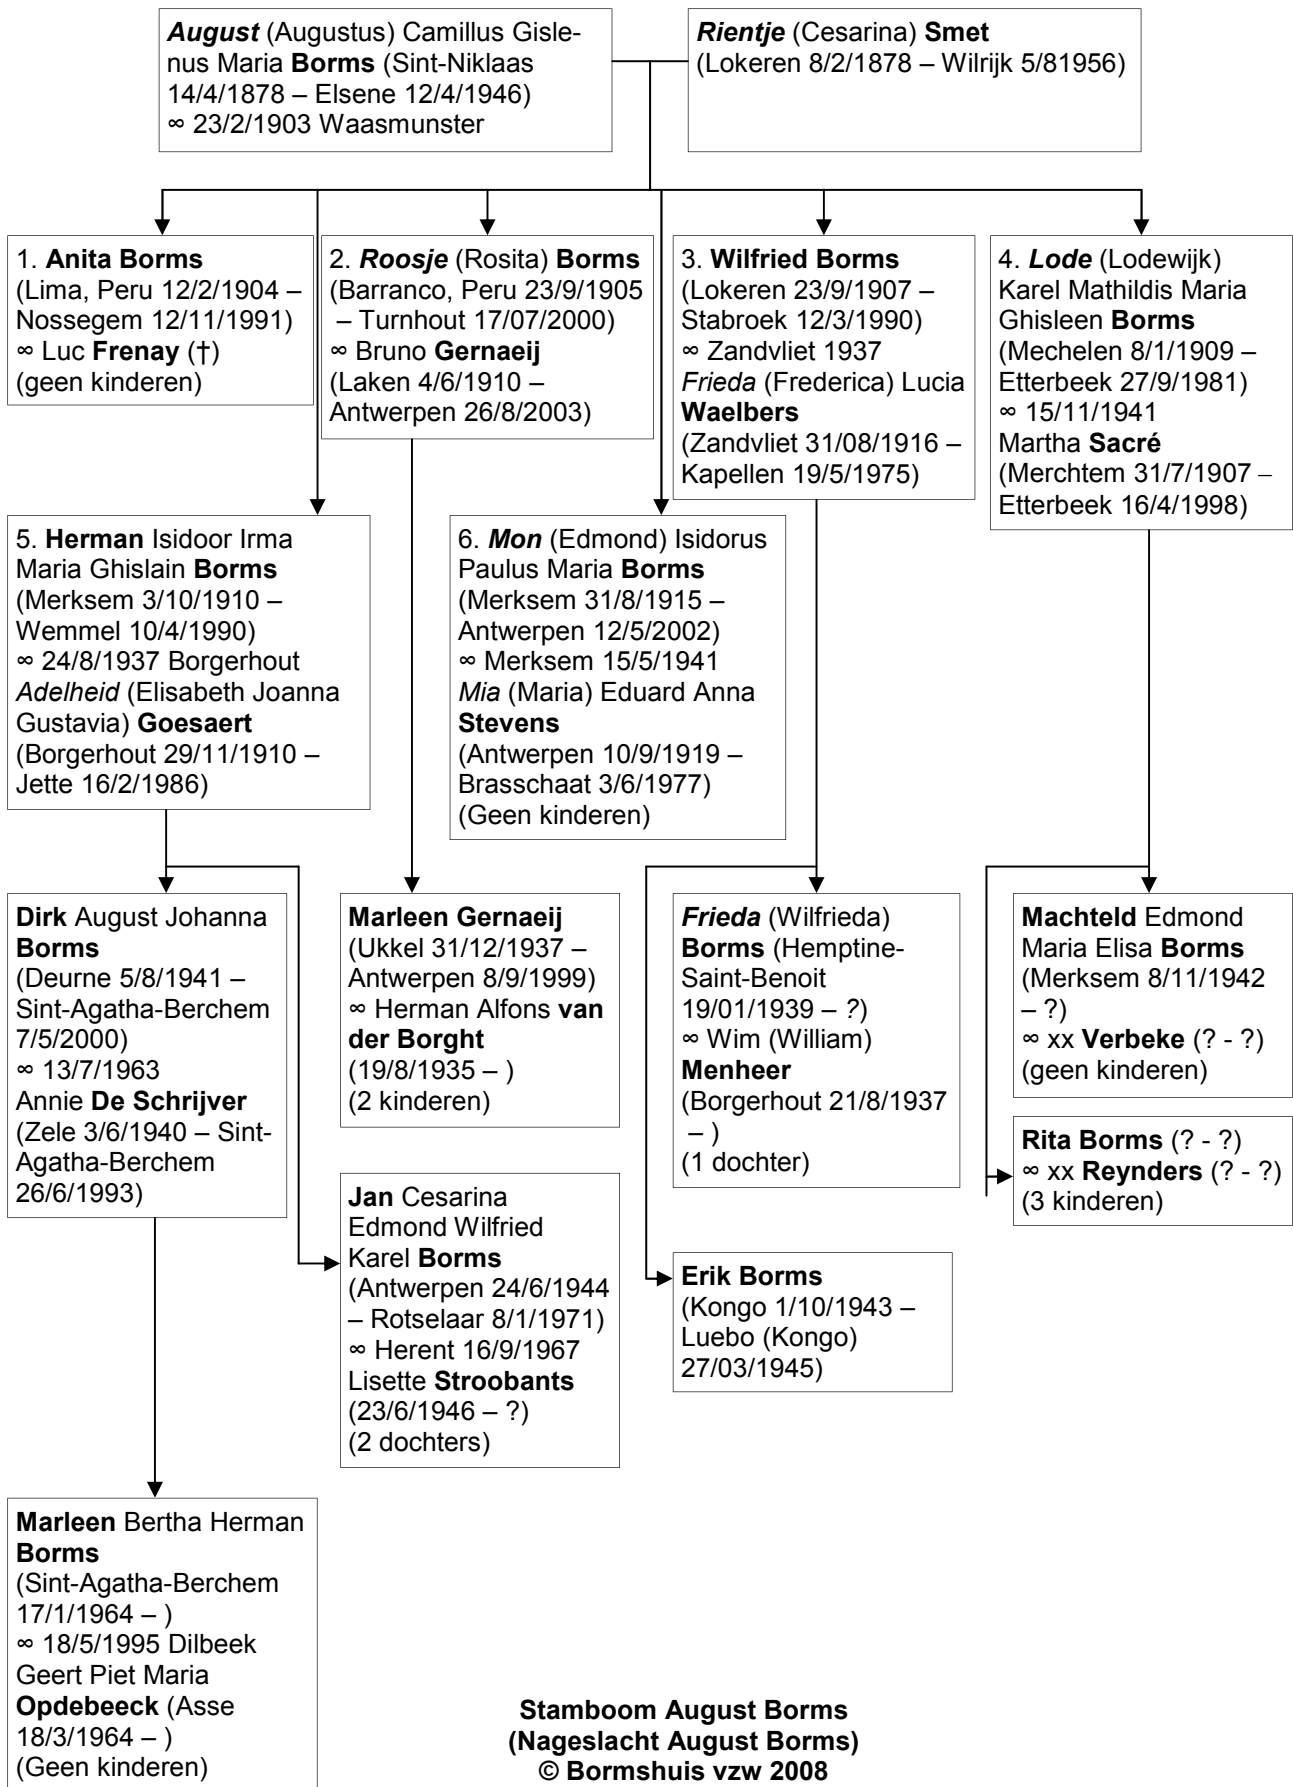 August (Augustus) Camillus Gisle-
nus Maria Borms (Sint-Niklaas
14/4/1878 – Elsene 12/4/1946)
∞ 23/2/1903 Waasmunster
Rientje (Cesarina) Smet
(Lokeren 8/2/1878 – Wilrijk 5/81956)
1. Anita Borms
(Lima, Peru 12/2/1904 –
Nossegem 12/11/1991)
∞ Luc Frenay (†)
(geen kinderen)
2. Roosje (Rosita) Borms
(Barranco, Peru 23/9/1905
– Turnhout 17/07/2000)
∞ Bruno Gernaeij
(Laken 4/6/1910 –
Antwerpen 26/8/2003)
3. Wilfried Borms
(Lokeren 23/9/1907 –
Stabroek 12/3/1990)
∞ Zandvliet 1937
Frieda (Frederica) Lucia
Waelbers
(Zandvliet 31/08/1916 –
Kapellen 19/5/1975)
4. Lode (Lodewijk)
Karel Mathildis Maria
Ghisleen Borms
(Mechelen 8/1/1909 –
Etterbeek 27/9/1981)
∞ 15/11/1941
Martha Sacré
(Merchtem 31/7/1907 –
Etterbeek 16/4/1998)
5. Herman Isidoor Irma
Maria Ghislain Borms
(Merksem 3/10/1910 –
Wemmel 10/4/1990)
∞ 24/8/1937 Borgerhout
Adelheid (Elisabeth Joanna
Gustavia) Goesaert
(Borgerhout 29/11/1910 –
Jette 16/2/1986)
6. Mon (Edmond) Isidorus
Paulus Maria Borms
(Merksem 31/8/1915 –
Antwerpen 12/5/2002)
∞ Merksem 15/5/1941
Mia (Maria) Eduard Anna
Stevens
(Antwerpen 10/9/1919 –
Brasschaat 3/6/1977)
(Geen kinderen)
Dirk August Johanna
Borms
(Deurne 5/8/1941 –
Sint-Agatha-Berchem
7/5/2000)
∞ 13/7/1963
Annie De Schrijver
(Zele 3/6/1940 – Sint-
Agatha-Berchem
26/6/1993)
Marleen Gernaeij
(Ukkel 31/12/1937 –
Antwerpen 8/9/1999)
∞ Herman Alfons van
der Borght
(19/8/1935 – )
(2 kinderen)
Frieda (Wilfrieda)
Borms (Hemptine-
Saint-Benoit
19/01/1939 – ?)
∞ Wim (William)
Menheer
(Borgerhout 21/8/1937
– )
(1 dochter)
Machteld Edmond
Maria Elisa Borms
(Merksem 8/11/1942
– ?)
∞ xx Verbeke (? - ?)
(geen kinderen)
Rita Borms (? - ?)
∞ xx Reynders (? - ?)
(3 kinderen)
Jan Cesarina
Edmond Wilfried
Karel Borms
(Antwerpen 24/6/1944
– Rotselaar 8/1/1971)
∞ Herent 16/9/1967
Lisette Stroobants
(23/6/1946 – ?)
(2 dochters)
Erik Borms
(Kongo 1/10/1943 –
Luebo (Kongo)
27/03/1945)
Marleen Bertha Herman
Borms
(Sint-Agatha-Berchem
17/1/1964 – )
∞ 18/5/1995 Dilbeek
Geert Piet Maria
Opdebeeck (Asse
18/3/1964 – )
(Geen kinderen)
Stamboom August Borms
(Nageslacht August Borms)
© Bormshuis vzw 2008